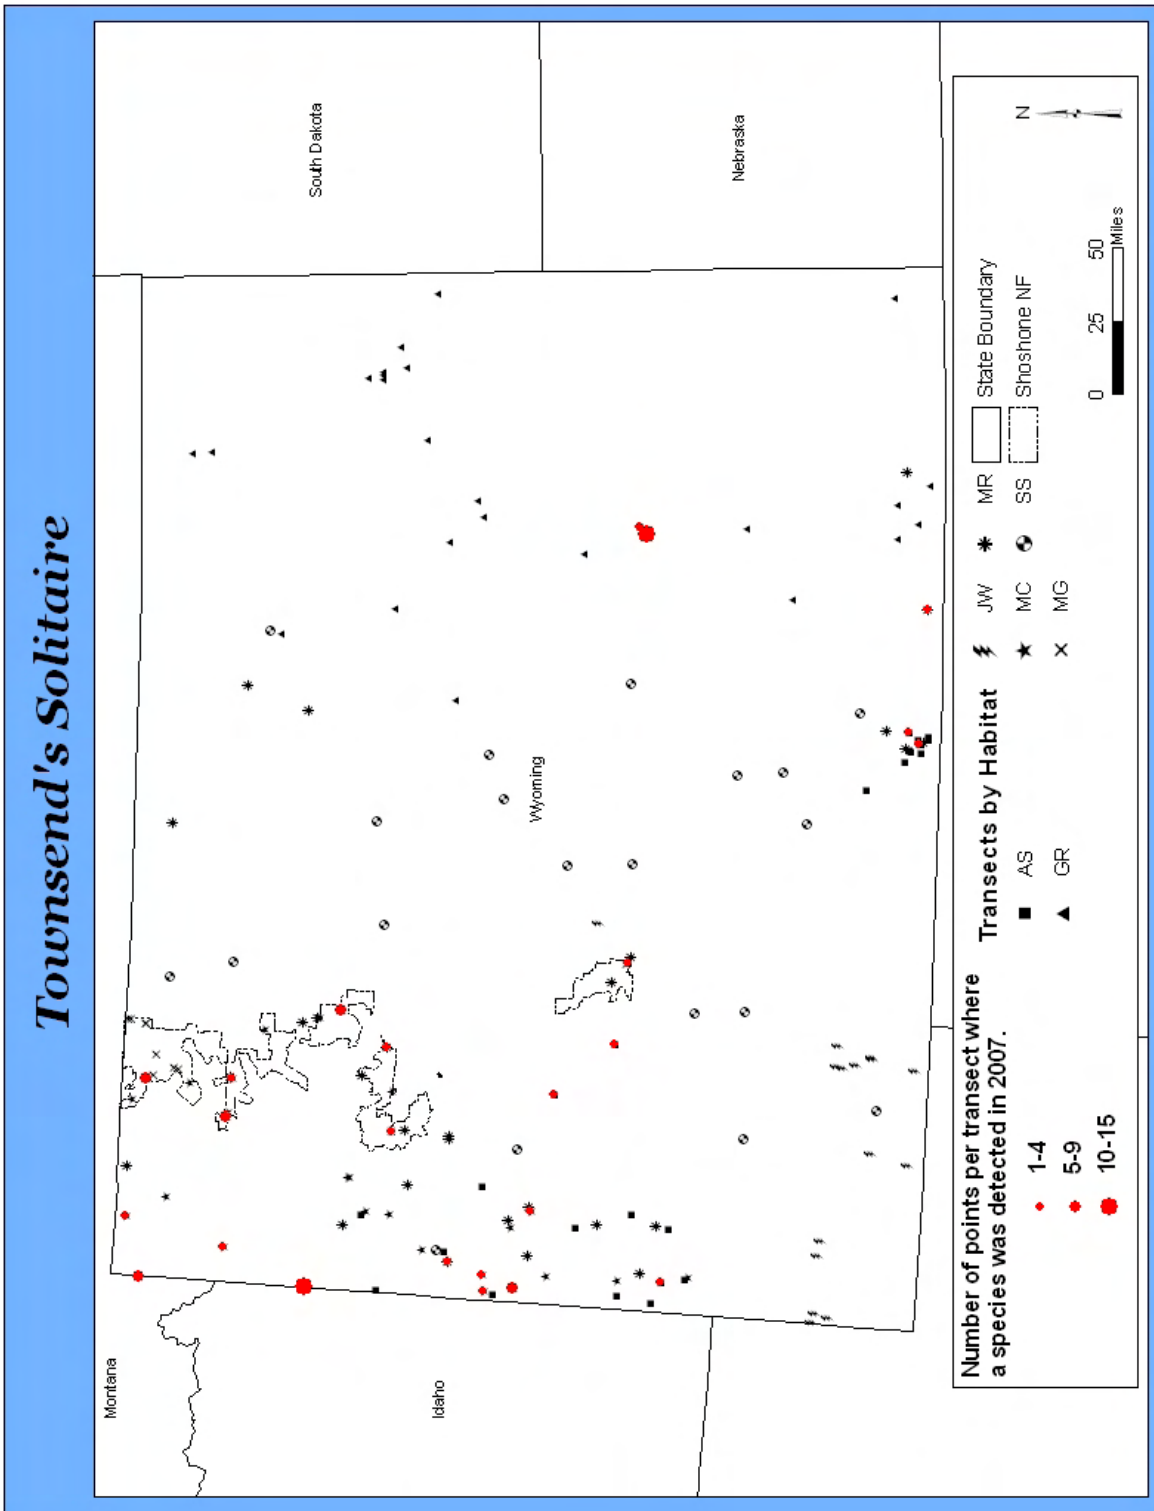 Townsend's Solitaire
Montana
South Dakota
Idaho
Wyoming
Nebraska
Number of points per transect where
a species was detected in 2007.
1-4
5-9
10-15
Transects by Habitat
AS
GR
JW
MC
MG
MR
SS
State Boundary
Shoshone NF
N
0 25 50
Miles